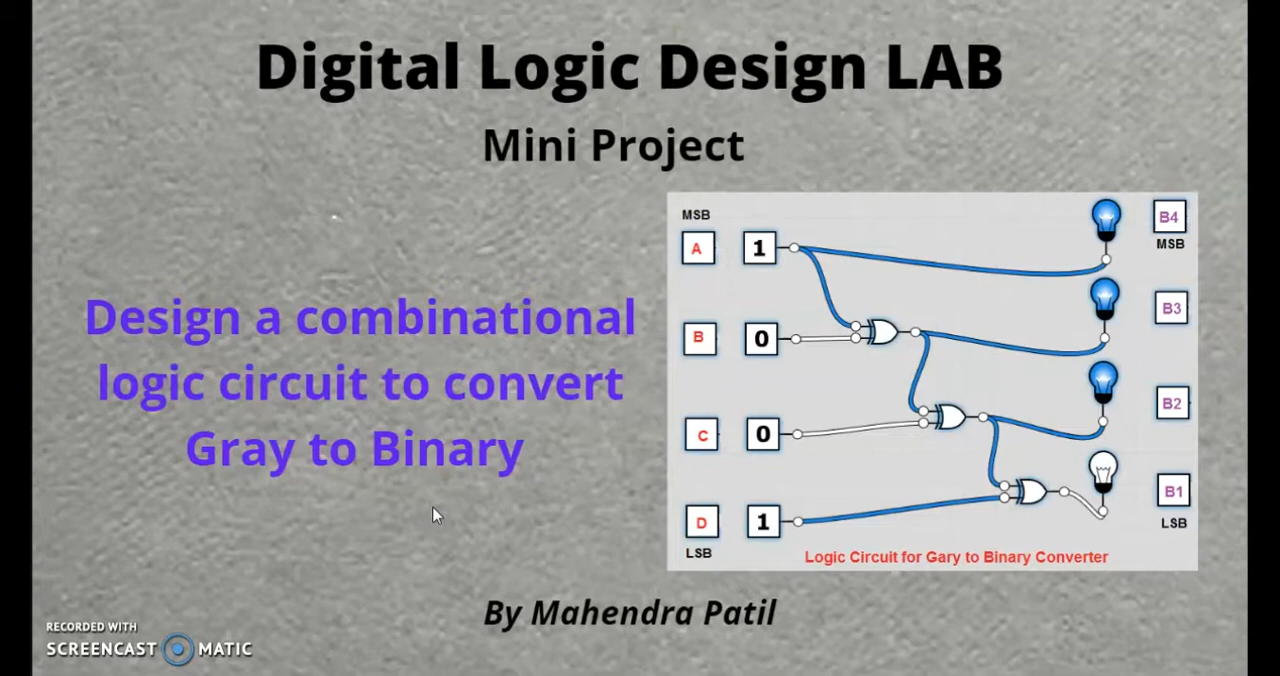 Digital Logic Design LAB
Mini Project
Design a combinational
logic circuit to convert
Gray to Binary
MSB
A 1
B 0
C 0
D 1
LSB
B4
MSB
B3
B2
B1
LSB
Logic Circuit for Gary to Binary Converter
By Mahendra Patil
RECORDED WITH
SCREENCAST MATIC